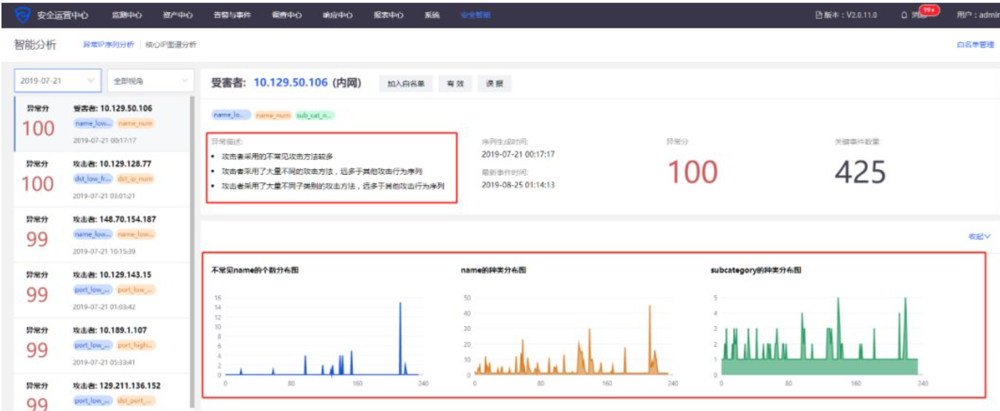 安全运营中心 监测中心 资产中心 告警与事件 调查中心 响应中心 报表中心 系统 安全智能 版本：V2.0.11.0 99+ 用户：admin
智能分析 异常IP序列分析 核心IP图谱分析 白名单管理
2019-07-21 全部视角
异常分 受害者: 10.129.50.106
100 name_low... name_num
2019-07-21 00:17:17
异常分 攻击者: 10.129.128.77
100 dst_low_fr... dst_ip_num
2019-07-21 03:01:21
异常分 攻击者: 148.70.154.187
99 name_low... name_low...
2019-07-21 10:15:39
异常分 攻击者: 10.129.143.15
99 port_low_... port_low_...
2019-07-21 01:03:42
异常分 攻击者: 10.189.1.107
99 port_low_... port_high...
2019-07-21 05:33:41
异常分 攻击者: 129.211.136.152
99 port_low_... dst_port_...
受害者: 10.129.50.106 (内网) 加入白名单 有 效 误 报
name_lo... name_num sub_cat_n...
异常描述:
• 攻击者采用的不常见攻击方法较多
• 攻击者采用了大量不同的攻击方法，远多于其他攻击行为序列
• 攻击者采用了大量不同子类别的攻击方法，远多于其他攻击行为序列
序列生成时间:
2019-07-21 00:17:17
最新事件时间:
2019-08-25 01:14:13
异常分
100
关键事件数量
425
收起
不常见name的个数分布图
16
14
12
10
8
6
4
2
0
0 80 160 240
name的种类分布图
50
40
30
20
10
0
0 80 160 240
subcategory的种类分布图
5
4
3
2
1
0
0 80 160 240